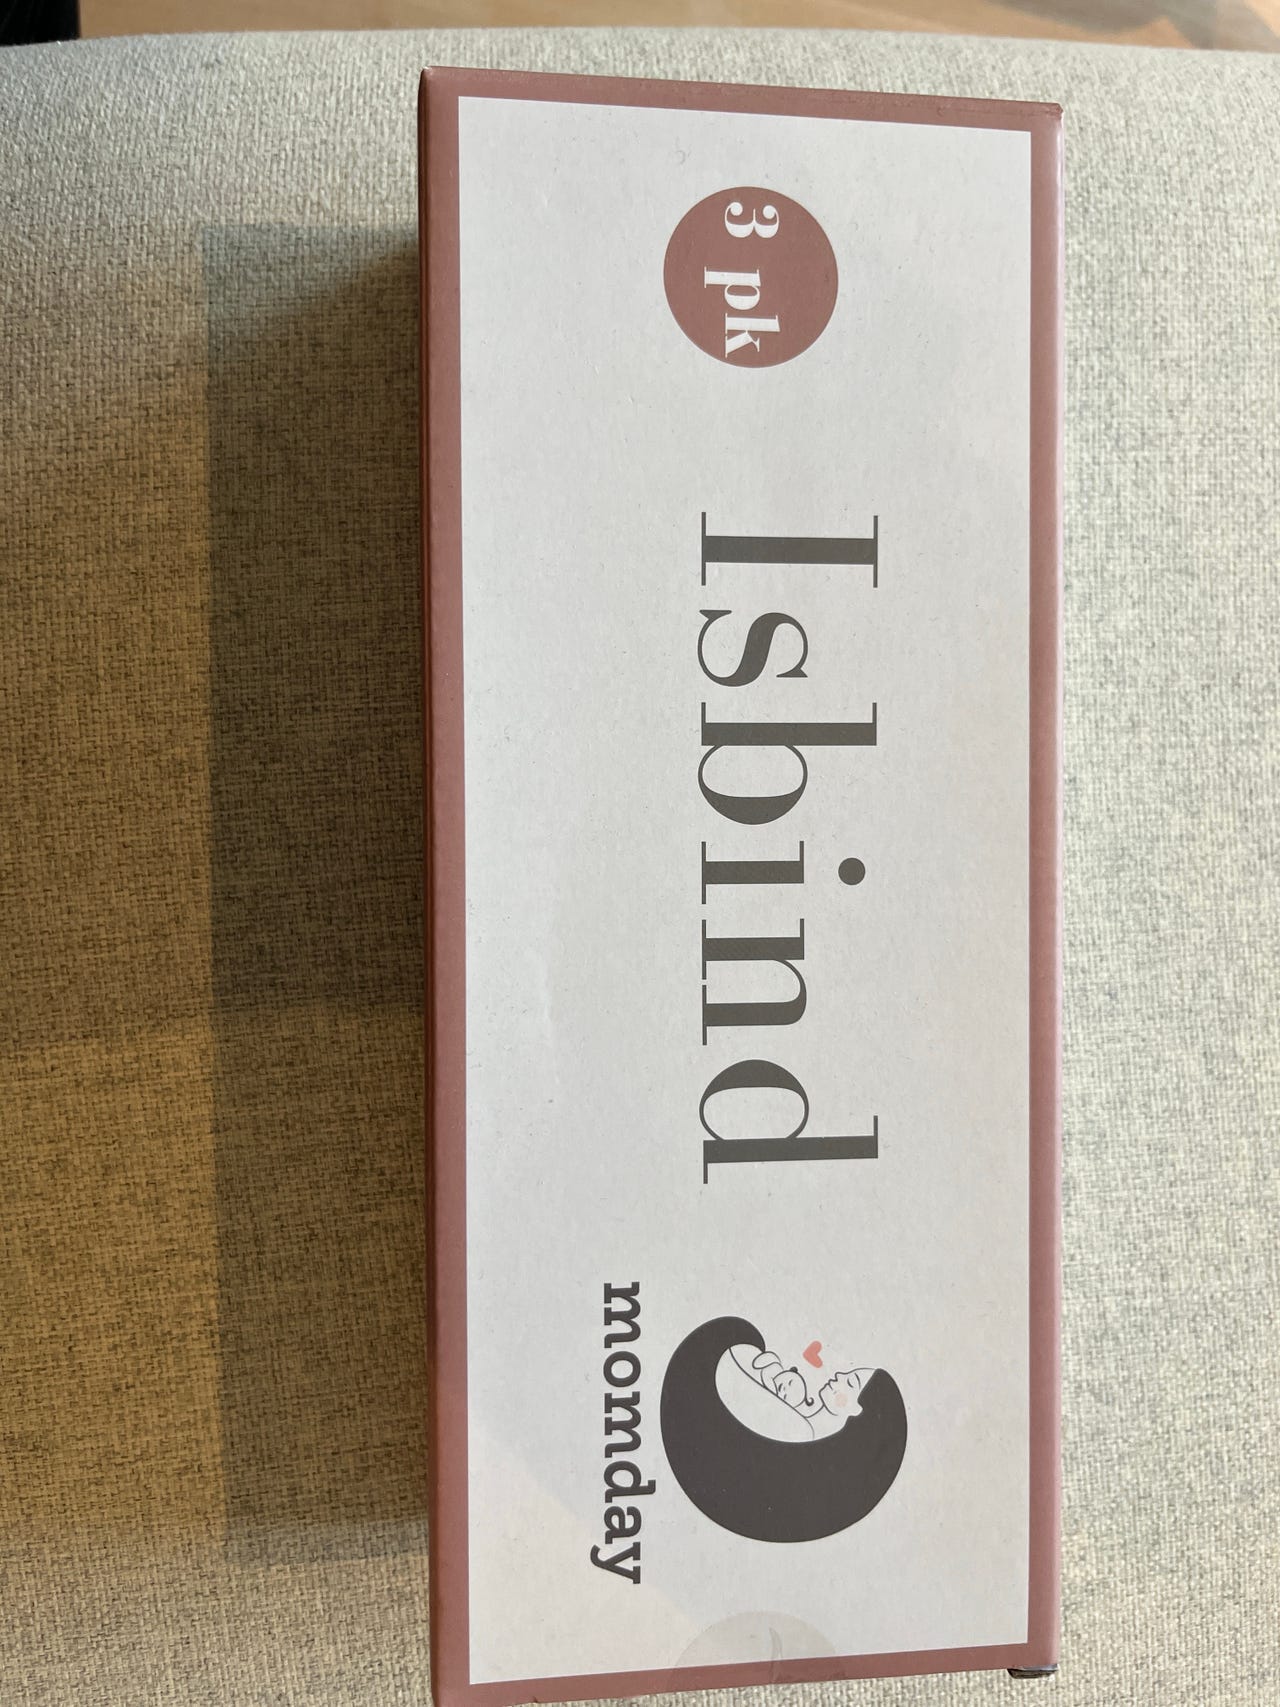 3 pk
Isbind
momday